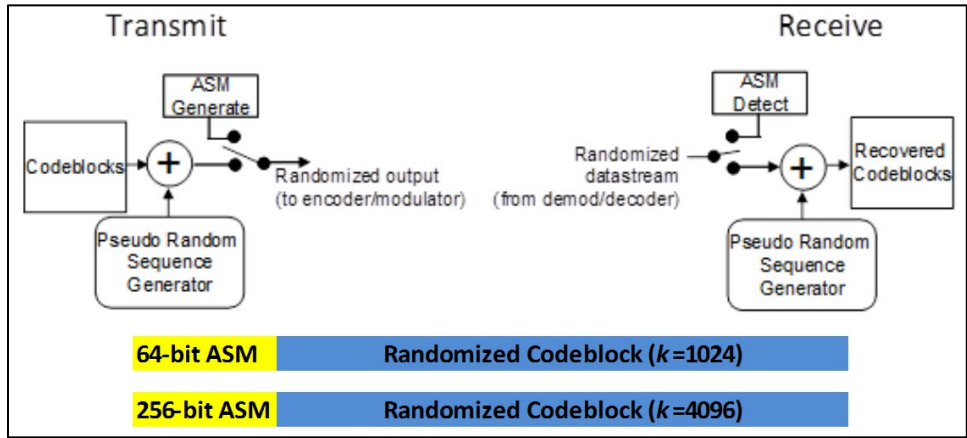 Transmit
Receive
ASM
Generate
ASM
Detect
Codeblocks
+
Randomized output
(to encoder/modulator)
Randomized
datastream
(from demod/decoder)
+
Recovered
Codeblocks
Pseudo Random
Sequence
Generator
Pseudo Random
Sequence
Generator
64-bit ASM
Randomized Codeblock (k=1024)
256-bit ASM
Randomized Codeblock (k=4096)